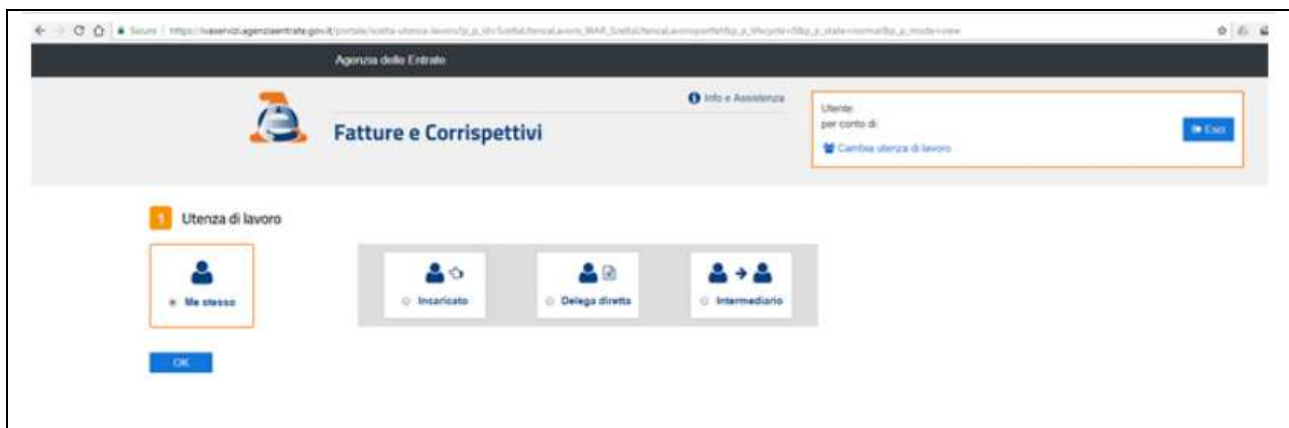 Agenzia delle Entrate
Info e Assistenza
Fatture e Corrispettivi
Utente:
per conto di:
Cambia utenza di lavoro
Esci
1 Utenza di lavoro
Me stesso
Incaricato
Delega diretta
Intermediario
OK